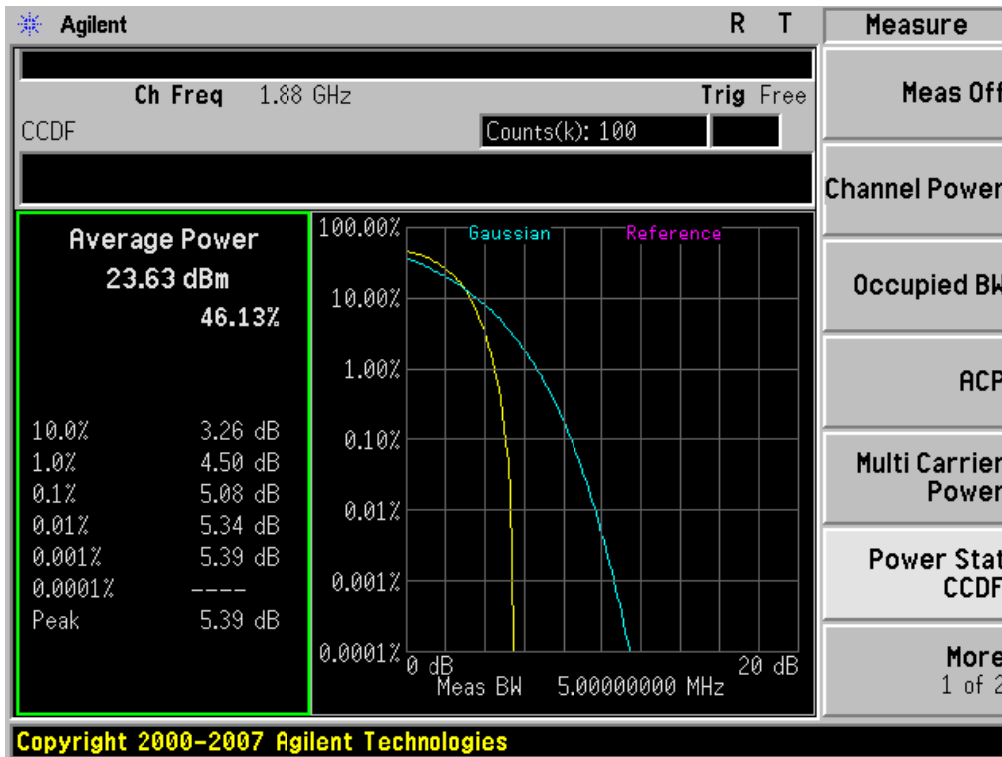 Agilent R T Measure
Ch Freq 1.88 GHz Trig Free
CCDF Counts(k): 100
Average Power
23.63 dBm
46.13%
10.0% 3.26 dB
1.0% 4.50 dB
0.1% 5.08 dB
0.01% 5.34 dB
0.001% 5.39 dB
0.0001% ----
Peak 5.39 dB
Gaussian Reference
100.00%
10.00%
1.00%
0.10%
0.01%
0.001%
0.0001%
0 dB 20 dB
Meas BW 5.00000000 MHz
Meas Off
Channel Power
Occupied BW
ACP
Multi Carrier
Power
Power Stat
CCDF
More
1 of 2
Copyright 2000-2007 Agilent Technologies